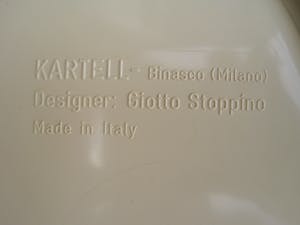 KARTELL - Binasco (Milano)
Designer: Giotto Stoppino
Made in Italy